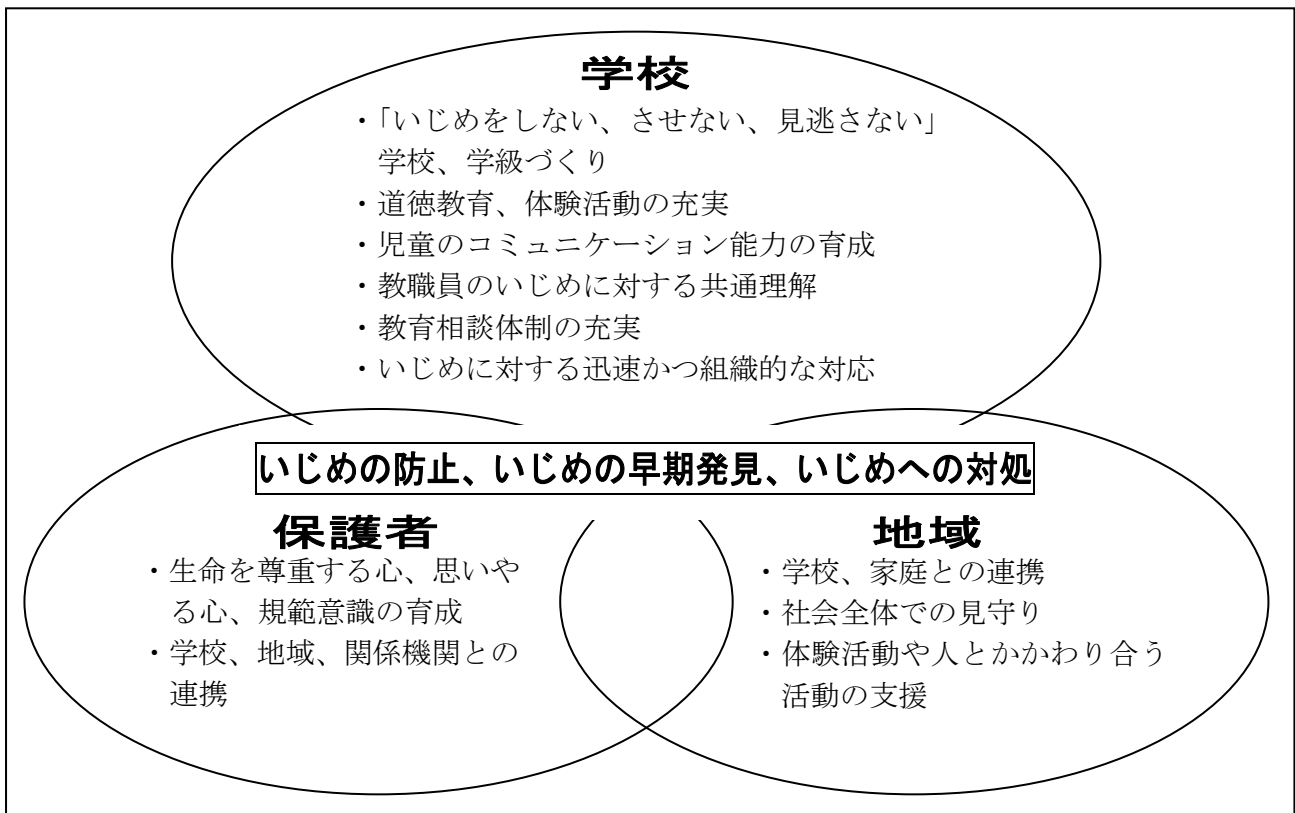 学校
・「いじめをしない、させない、見逃さない」
学校、学級づくり
・道徳教育、体験活動の充実
・児童のコミュニケーション能力の育成
・教職員のいじめに対する共通理解
・教育相談体制の充実
・いじめに対する迅速かつ組織的な対応
いじめの防止、いじめの早期発見、いじめへの対処
保護者
・生命を尊重する心、思いや
る心、規範意識の育成
・学校、地域、関係機関との
連携
地域
・学校、家庭との連携
・社会全体での見守り
・体験活動や人とかかわり合う
活動の支援